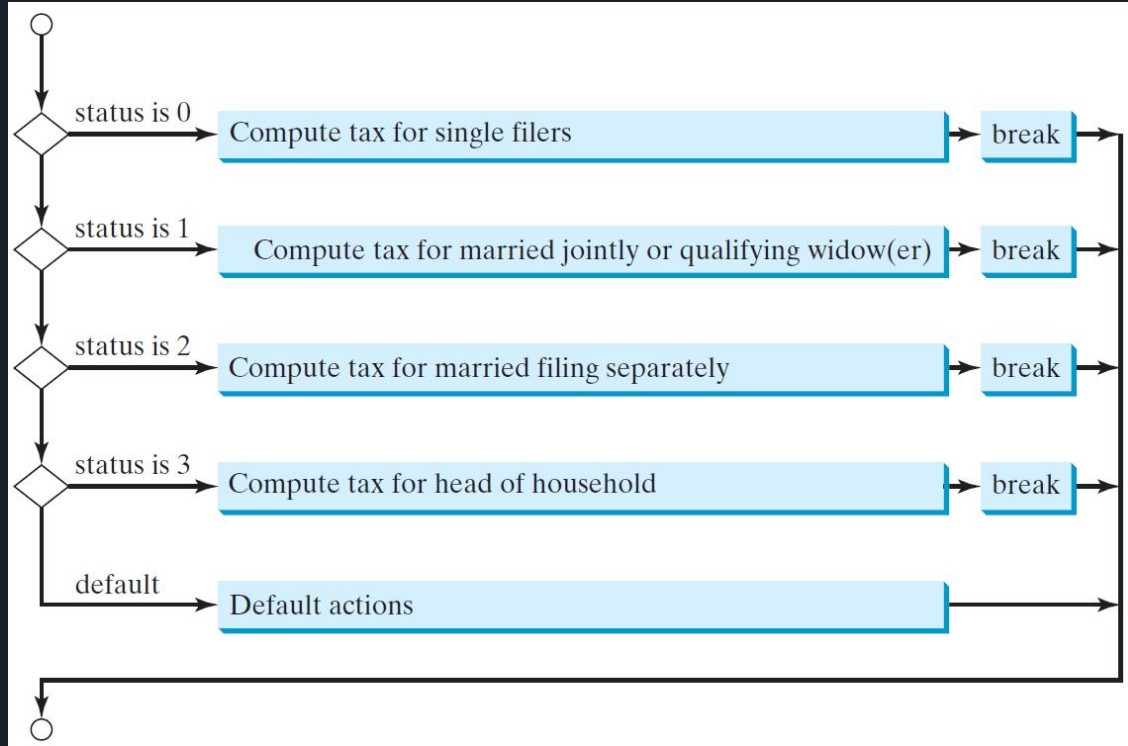 status is 0
Compute tax for single filers
break
status is 1
Compute tax for married jointly or qualifying widow(er)
break
status is 2
Compute tax for married filing separately
break
status is 3
Compute tax for head of household
break
default
Default actions